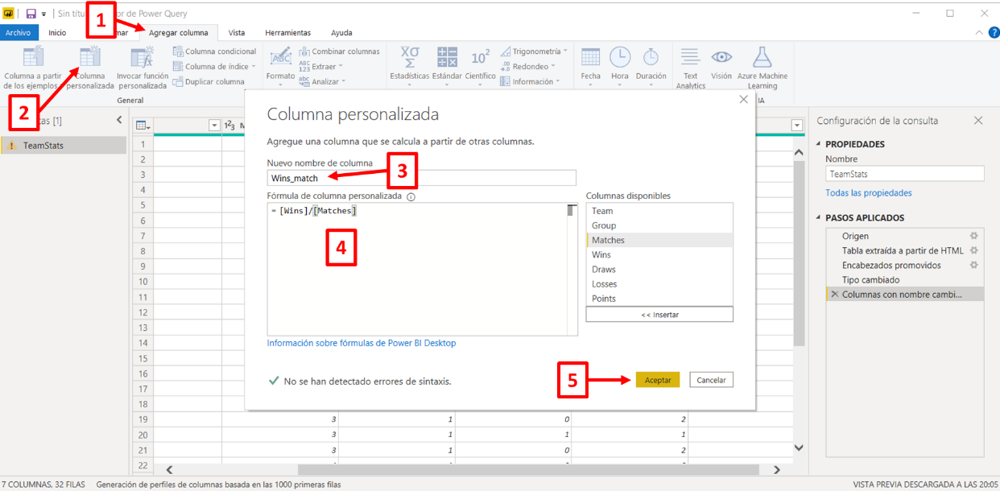 Sin títu
or de Power Query
1
Archivo
Inicio
mar
Agregar columna
Vista
Herramientas
Ayuda
Columna a partir de los ejemplos
Columna personalizada
Invocar función personalizada
Columna condicional
Columna de índice
Duplicar columna
General
Formato
Combinar columnas
Extraer
Analizar
Estadísticas
Estándar
Científico
Trigonometría
Redondeo
Información
Fecha
Hora
Duración
Text Analytics
Visión
Azure Machine Learning
IA
2
as [1]
TeamStats
Columna personalizada
Agregue una columna que se calcula a partir de otras columnas.
Nuevo nombre de columna
Wins_match
3
Fórmula de columna personalizada
= [Wins]/[Matches]
4
Columnas disponibles
Team
Group
Matches
Wins
Draws
Losses
Points
<< Insertar
Información sobre fórmulas de Power BI Desktop
No se han detectado errores de sintaxis.
5
Aceptar
Cancelar
1
2
3
4
5
6
7
8
9
10
11
12
13
14
15
16
17
18
19 3 1 0 2
20 3 1 1 1
21 3 1 0 2
22
Configuración de la consulta
PROPIEDADES
Nombre
TeamStats
Todas las propiedades
PASOS APLICADOS
Origen
Tabla extraída a partir de HTML
Encabezados promovidos
Tipo cambiado
Columnas con nombre cambi...
7 COLUMNAS, 32 FILAS
Generación de perfiles de columnas basada en las 1000 primeras filas
VISTA PREVIA DESCARGADA A LAS 20:05